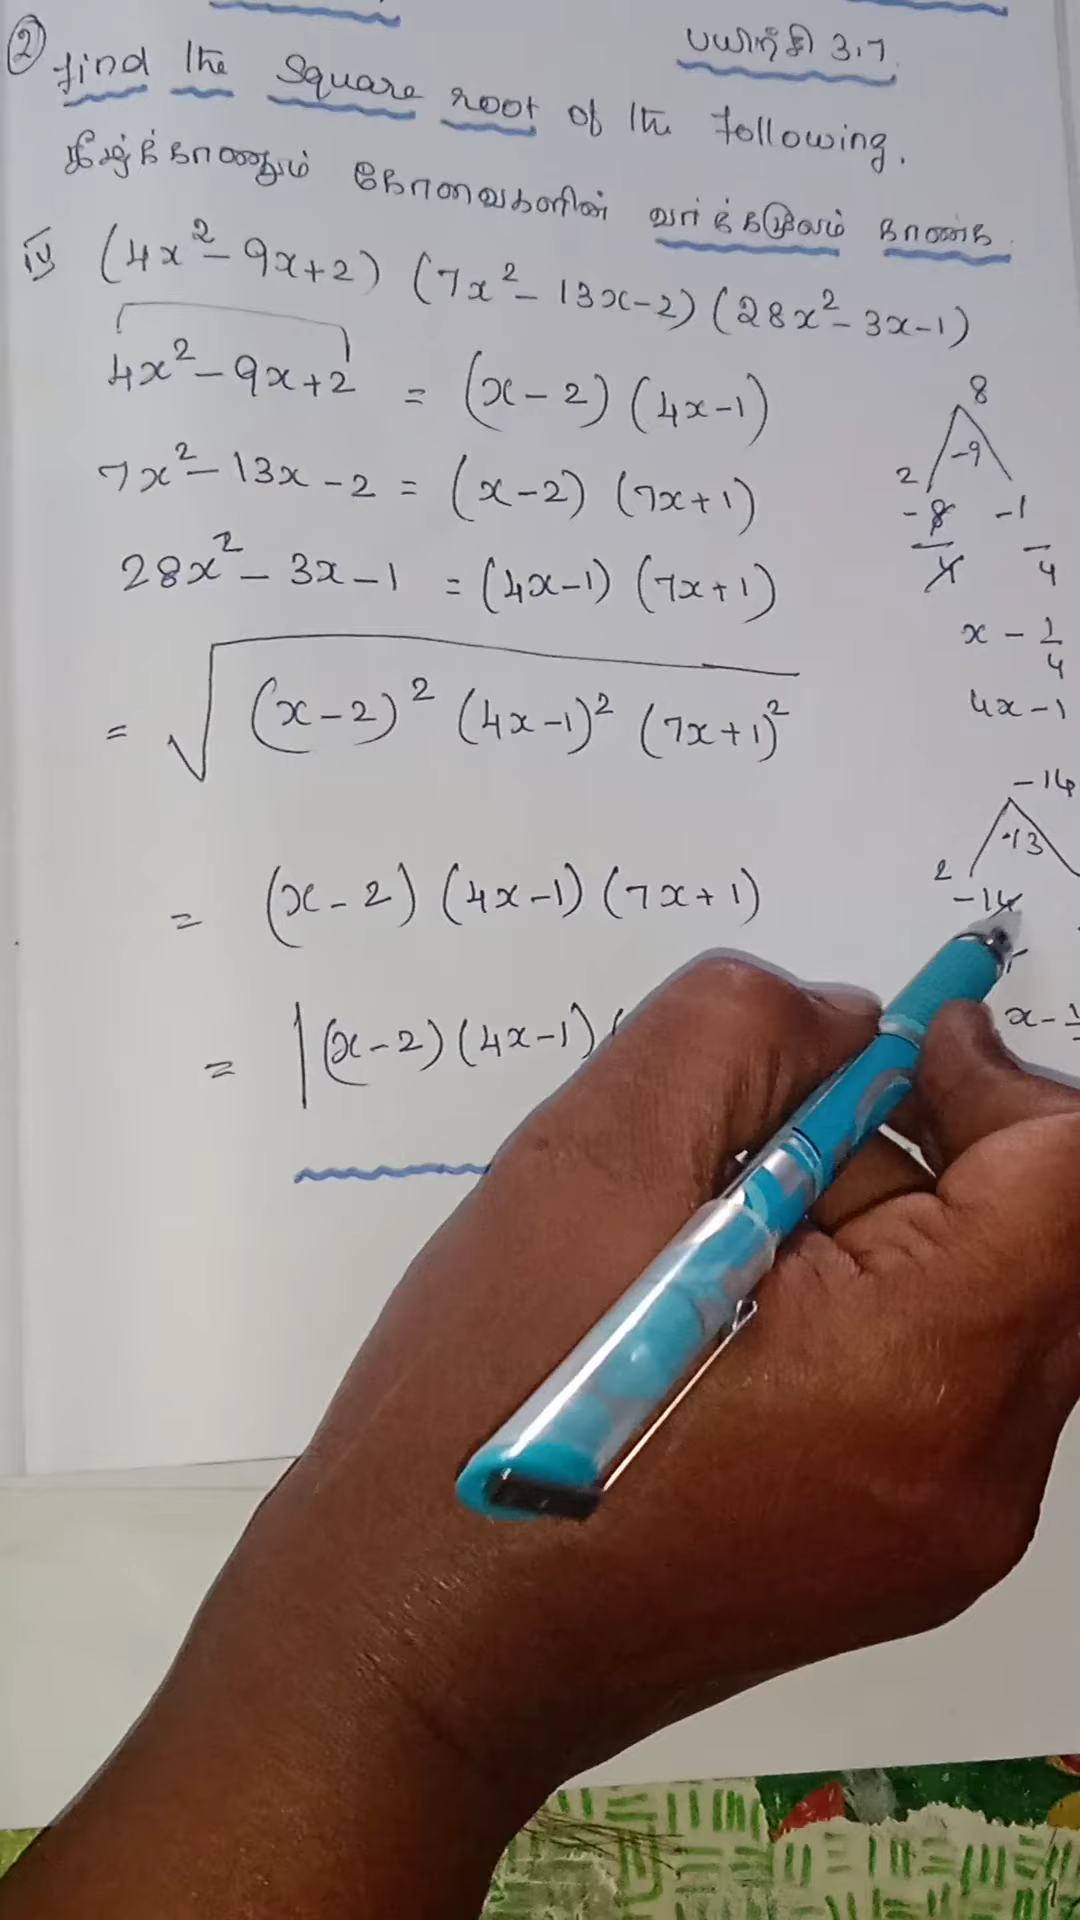 பயிற்சி 3.7
② Find the Square root of the following.
கீழ்க்காணும் கோவைகளின் வர்க்கமூலம் காண்க.
iv (4x² - 9x + 2) (7x² - 13x - 2) (28x² - 3x - 1)
4x² - 9x + 2 = (x - 2) (4x - 1)
7x² - 13x - 2 = (x - 2) (7x + 1)
28x² - 3x - 1 = (4x - 1) (7x + 1)
= √(x - 2)² (4x - 1)² (7x + 1)²
= (x - 2) (4x - 1) (7x + 1)
= |(x - 2) (4x - 1) (
8
-9
2
-8 -1
4 4
x - 1/4
4x - 1
-14
-13
2
-14
x -